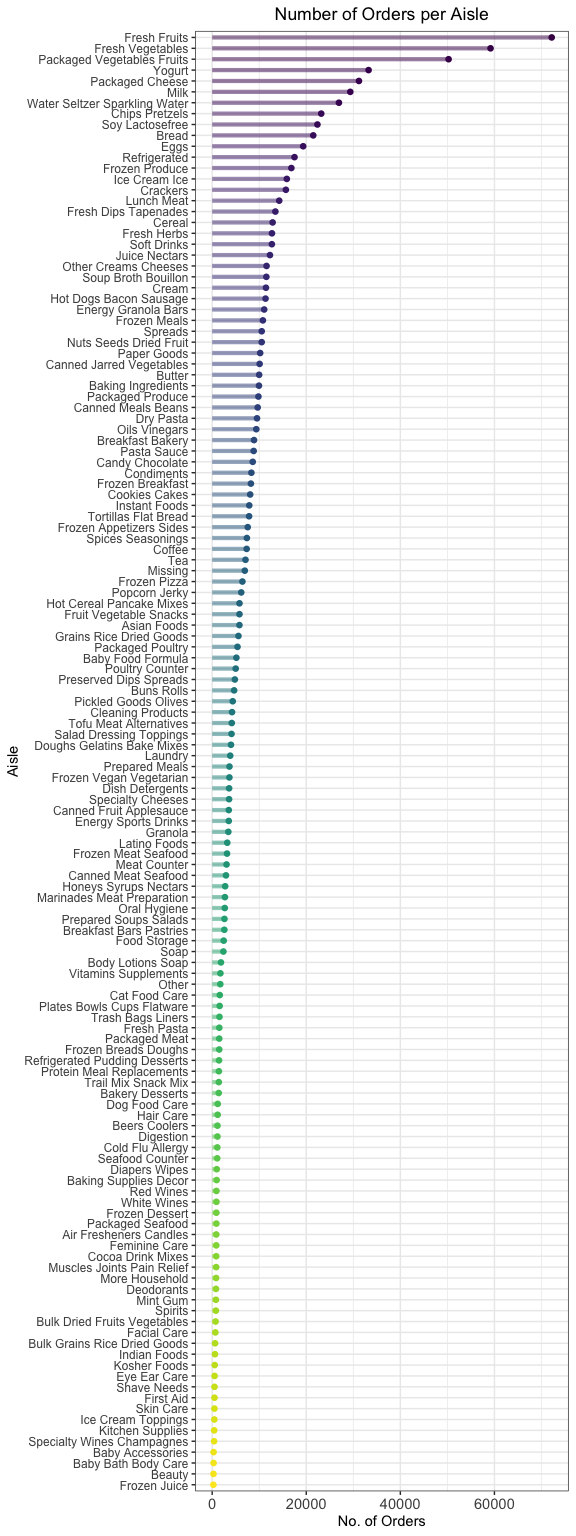 Number of Orders per Aisle
Fresh Fruits
Fresh Vegetables
Packaged Vegetables Fruits
Yogurt
Packaged Cheese
Milk
Water Seltzer Sparkling Water
Chips Pretzels
Soy Lactosefree
Bread
Eggs
Refrigerated
Frozen Produce
Ice Cream Ice
Crackers
Lunch Meat
Fresh Dips Tapenades
Cereal
Fresh Herbs
Soft Drinks
Juice Nectars
Other Creams Cheeses
Soup Broth Bouillon
Cream
Hot Dogs Bacon Sausage
Energy Granola Bars
Frozen Meals
Spreads
Nuts Seeds Dried Fruit
Paper Goods
Canned Jarred Vegetables
Butter
Baking Ingredients
Packaged Produce
Canned Meals Beans
Dry Pasta
Oils Vinegars
Breakfast Bakery
Pasta Sauce
Candy Chocolate
Condiments
Frozen Breakfast
Cookies Cakes
Instant Foods
Tortillas Flat Bread
Frozen Appetizers Sides
Spices Seasonings
Coffee
Tea
Missing
Frozen Pizza
Popcorn Jerky
Hot Cereal Pancake Mixes
Fruit Vegetable Snacks
Asian Foods
Grains Rice Dried Goods
Packaged Poultry
Baby Food Formula
Poultry Counter
Preserved Dips Spreads
Buns Rolls
Pickled Goods Olives
Cleaning Products
Tofu Meat Alternatives
Salad Dressing Toppings
Doughs Gelatins Bake Mixes
Laundry
Prepared Meals
Frozen Vegan Vegetarian
Dish Detergents
Specialty Cheeses
Canned Fruit Applesauce
Energy Sports Drinks
Granola
Latino Foods
Frozen Meat Seafood
Meat Counter
Canned Meat Seafood
Honeys Syrups Nectars
Marinades Meat Preparation
Oral Hygiene
Prepared Soups Salads
Breakfast Bars Pastries
Food Storage
Soap
Body Lotions Soap
Vitamins Supplements
Other
Cat Food Care
Plates Bowls Cups Flatware
Trash Bags Liners
Fresh Pasta
Packaged Meat
Frozen Breads Doughs
Refrigerated Pudding Desserts
Protein Meal Replacements
Trail Mix Snack Mix
Bakery Desserts
Dog Food Care
Hair Care
Beers Coolers
Digestion
Cold Flu Allergy
Seafood Counter
Diapers Wipes
Baking Supplies Decor
Red Wines
White Wines
Frozen Dessert
Packaged Seafood
Air Fresheners Candles
Feminine Care
Cocoa Drink Mixes
Muscles Joints Pain Relief
More Household
Deodorants
Mint Gum
Spirits
Bulk Dried Fruits Vegetables
Facial Care
Bulk Grains Rice Dried Goods
Indian Foods
Kosher Foods
Eye Ear Care
Shave Needs
First Aid
Skin Care
Ice Cream Toppings
Kitchen Supplies
Specialty Wines Champagnes
Baby Accessories
Baby Bath Body Care
Beauty
Frozen Juice
Aisle
0 20000 40000 60000
No. of Orders